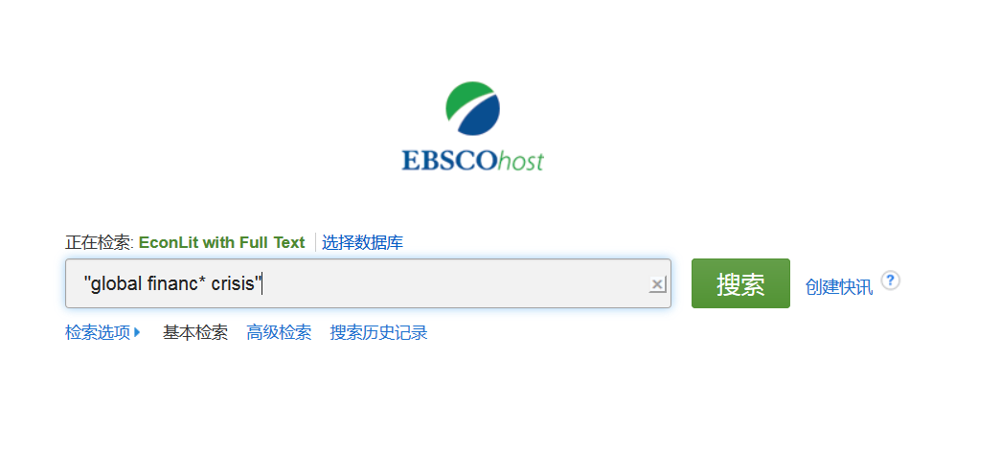 EBSCOhost
正在检索: EconLit with Full Text 选择数据库
"global financ* crisis"
搜索 创建快讯 ?
检索选项 基本检索 高级检索 搜索历史记录